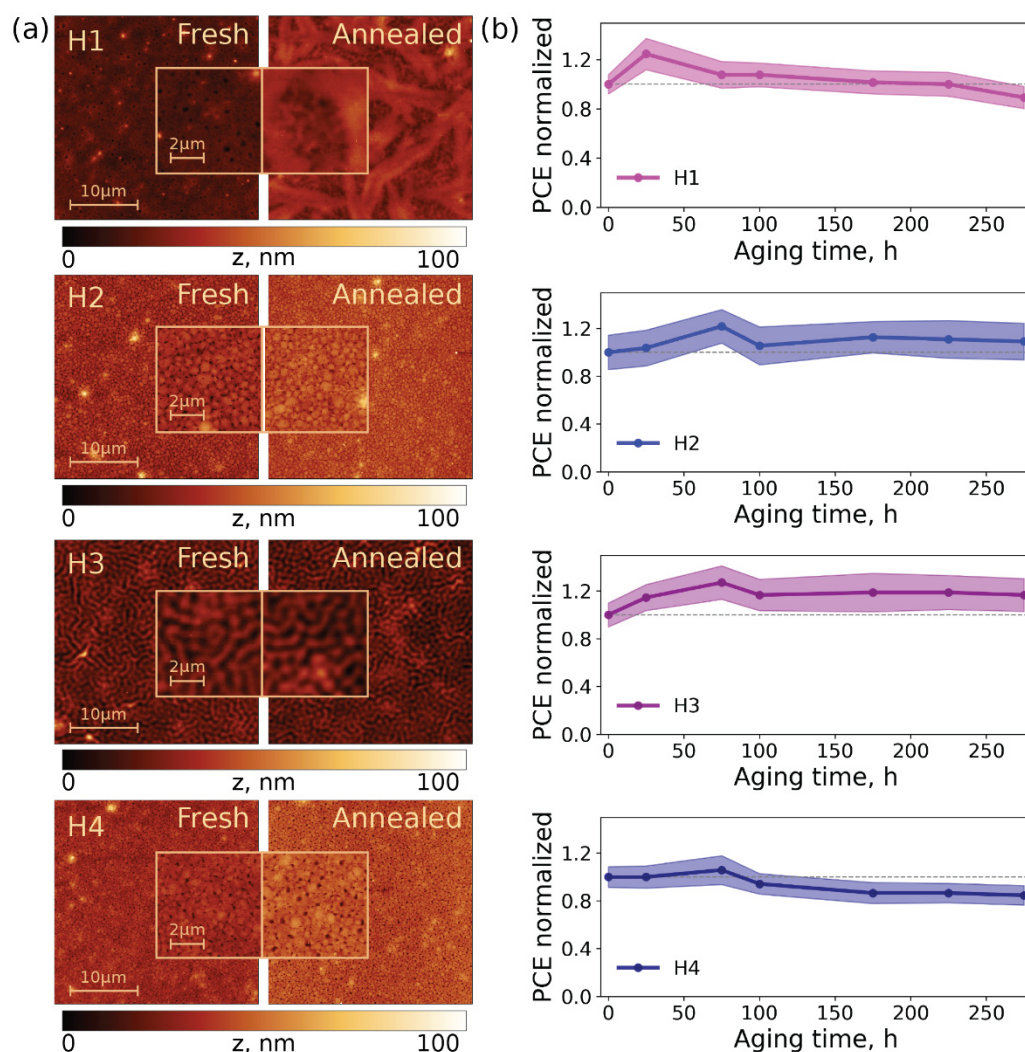 (a)
H1 Fresh Annealed
2μm
10μm
0 z, nm 100
H2 Fresh Annealed
2μm
10μm
0 z, nm 100
H3 Fresh Annealed
2μm
10μm
0 z, nm 100
H4 Fresh Annealed
2μm
10μm
0 z, nm 100
(b)
PCE normalized
1.2
0.8
0.4
0.0
H1
0 50 100 150 200 250
Aging time, h
PCE normalized
1.2
0.8
0.4
0.0
H2
0 50 100 150 200 250
Aging time, h
PCE normalized
1.2
0.8
0.4
0.0
H3
0 50 100 150 200 250
Aging time, h
PCE normalized
1.2
0.8
0.4
0.0
H4
0 50 100 150 200 250
Aging time, h